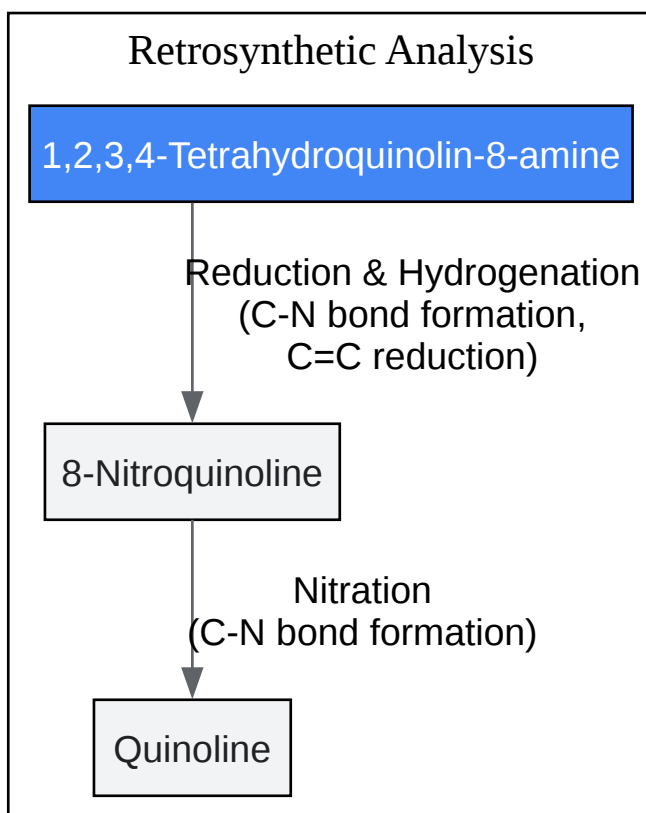 Retrosynthetic Analysis
1,2,3,4-Tetrahydroquinolin-8-amine
Reduction & Hydrogenation
(C-N bond formation,
C=C reduction)
8-Nitroquinoline
Nitration
(C-N bond formation)
Quinoline